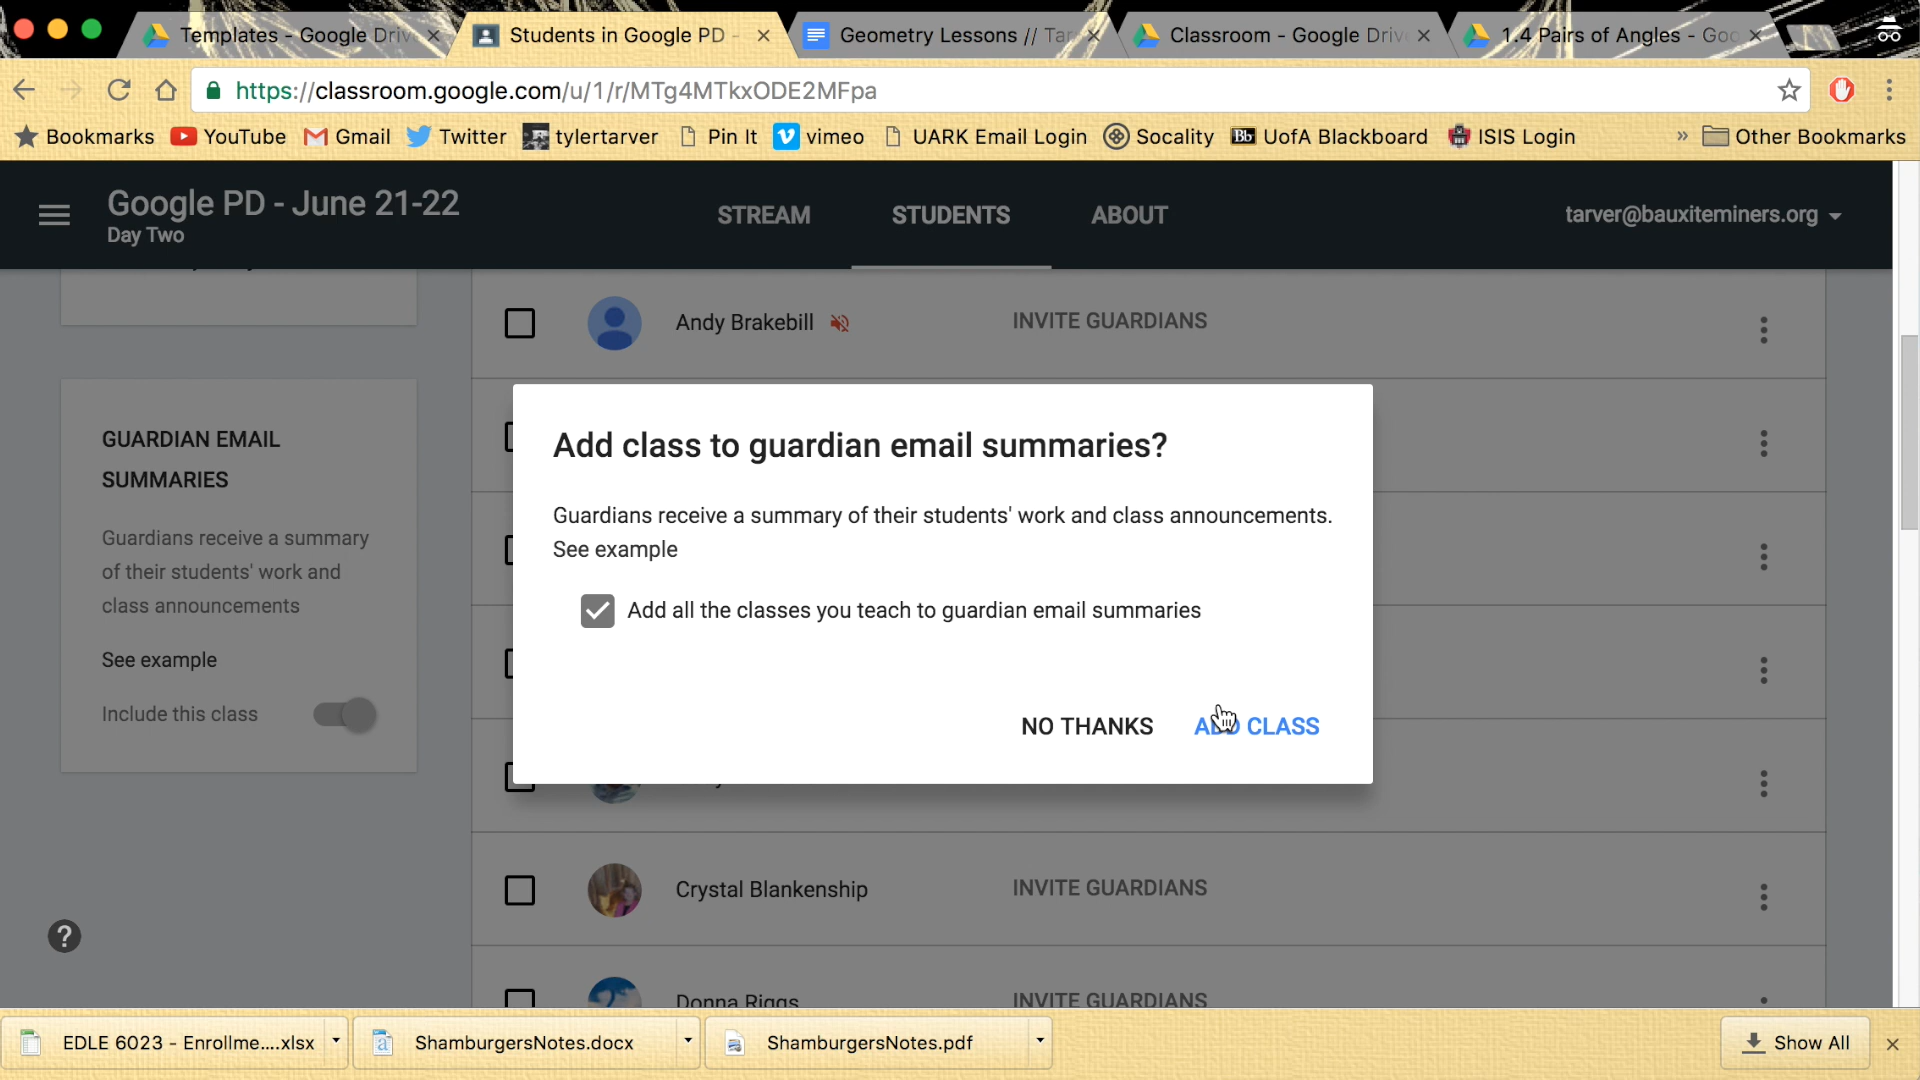 Templates - Google Driv
Students in Google PD -
Geometry Lessons // Tar
Classroom - Google Drive
1.4 Pairs of Angles - Goo
https://classroom.google.com/u/1/r/MTg4MTkxODE2MFpa
Bookmarks YouTube Gmail Twitter tylertarver Pin It vimeo UARK Email Login Socality Bb UofA Blackboard ISIS Login » Other Bookmarks
Google PD - June 21-22
Day Two
STREAM STUDENTS ABOUT
tarver@bauxiteminers.org
GUARDIAN EMAIL
SUMMARIES
Guardians receive a summary
of their students' work and
class announcements
See example
Include this class
Andy Brakebill INVITE GUARDIANS
Add class to guardian email summaries?
Guardians receive a summary of their students' work and class announcements.
See example
Add all the classes you teach to guardian email summaries
NO THANKS ADD CLASS
Crystal Blankenship INVITE GUARDIANS
Donna Riggs INVITE GUARDIANS
?
EDLE 6023 - Enrollme....xlsx
ShamburgersNotes.docx
ShamburgersNotes.pdf
Show All